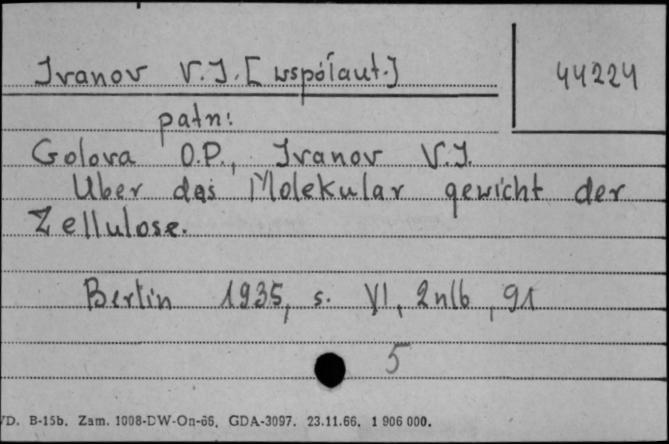 Ivanov V.I. [współaut.]
44224
patrz:
Golova O.P., Ivanov V.I.
Uber das Molekular gewicht der
Zellulose.
Berlin 1935, s. VI, 2nlb, 91
5
D. B-15b. Zam. 1008-DW-On-66. GDA-3097. 23.11.66. 1 906 000.